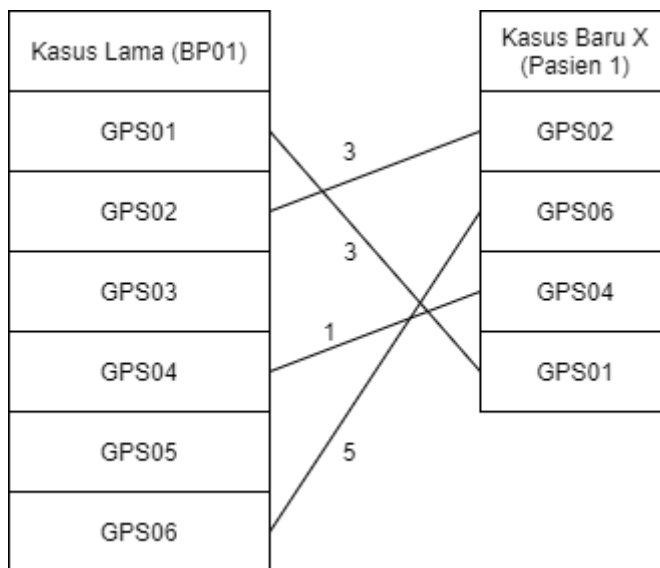 Kasus Lama (BP01)
GPS01
GPS02
GPS03
GPS04
GPS05
GPS06
3
3
1
5
Kasus Baru X
(Pasien 1)
GPS02
GPS06
GPS04
GPS01